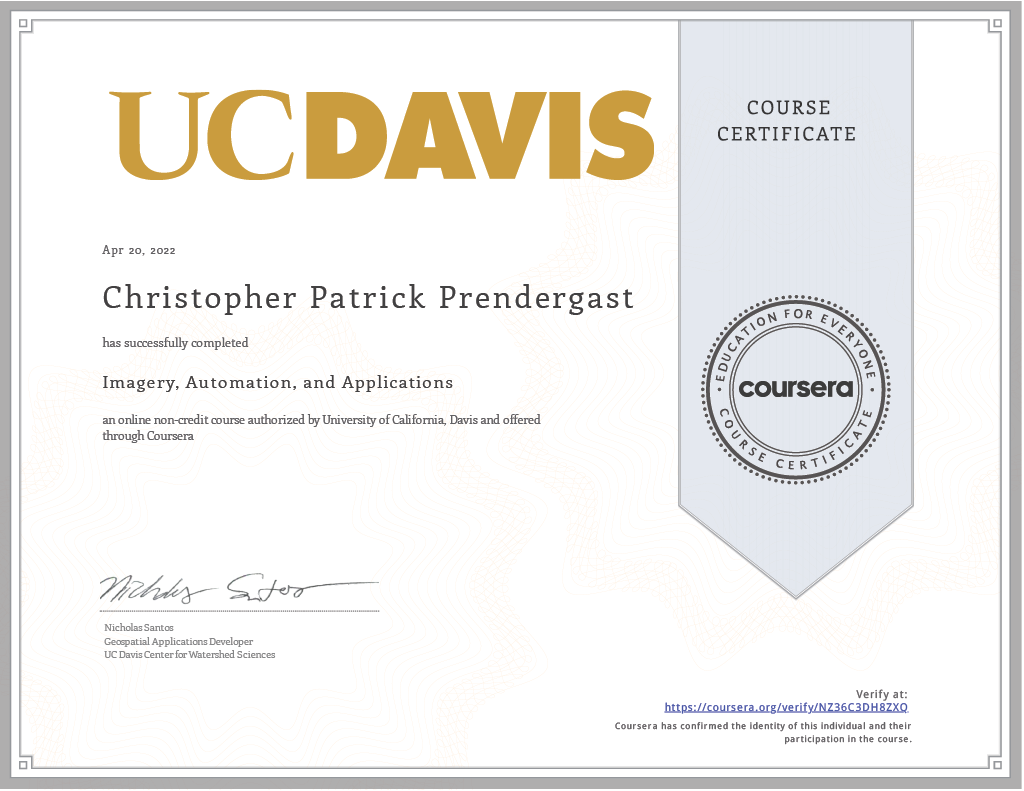 UCDAVIS
COURSE
CERTIFICATE
Apr 20, 2022
Christopher Patrick Prendergast
has successfully completed
Imagery, Automation, and Applications
an online non-credit course authorized by University of California, Davis and offered
through Coursera
EDUCATION FOR EVERYONE
coursera
COURSE CERTIFICATE
Nicholas Santos
Nicholas Santos
Geospatial Applications Developer
UC Davis Center for Watershed Sciences
Verify at:
https://coursera.org/verify/NZ36C3DH8ZXQ
Coursera has confirmed the identity of this individual and their
participation in the course.